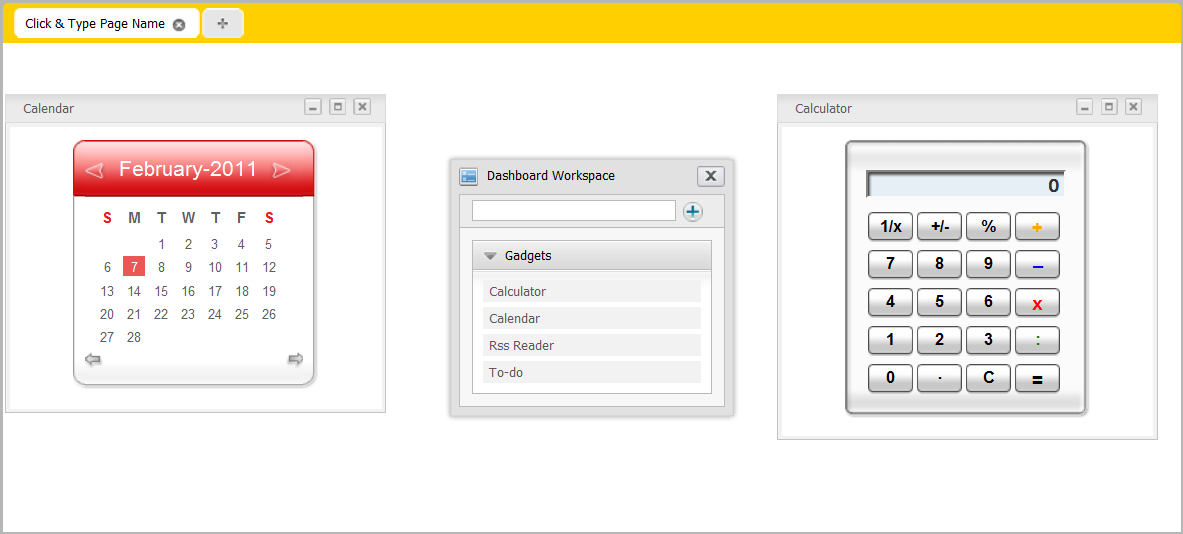 Click & Type Page Name
Calendar
February-2011
S M T W T F S
1 2 3 4 5
6 7 8 9 10 11 12
13 14 15 16 17 18 19
20 21 22 23 24 25 26
27 28
Dashboard Workspace
Gadgets
Calculator
Calendar
Rss Reader
To-do
Calculator
0
1/x +/- % +
7 8 9 –
4 5 6 x
1 2 3 :
0 · C =